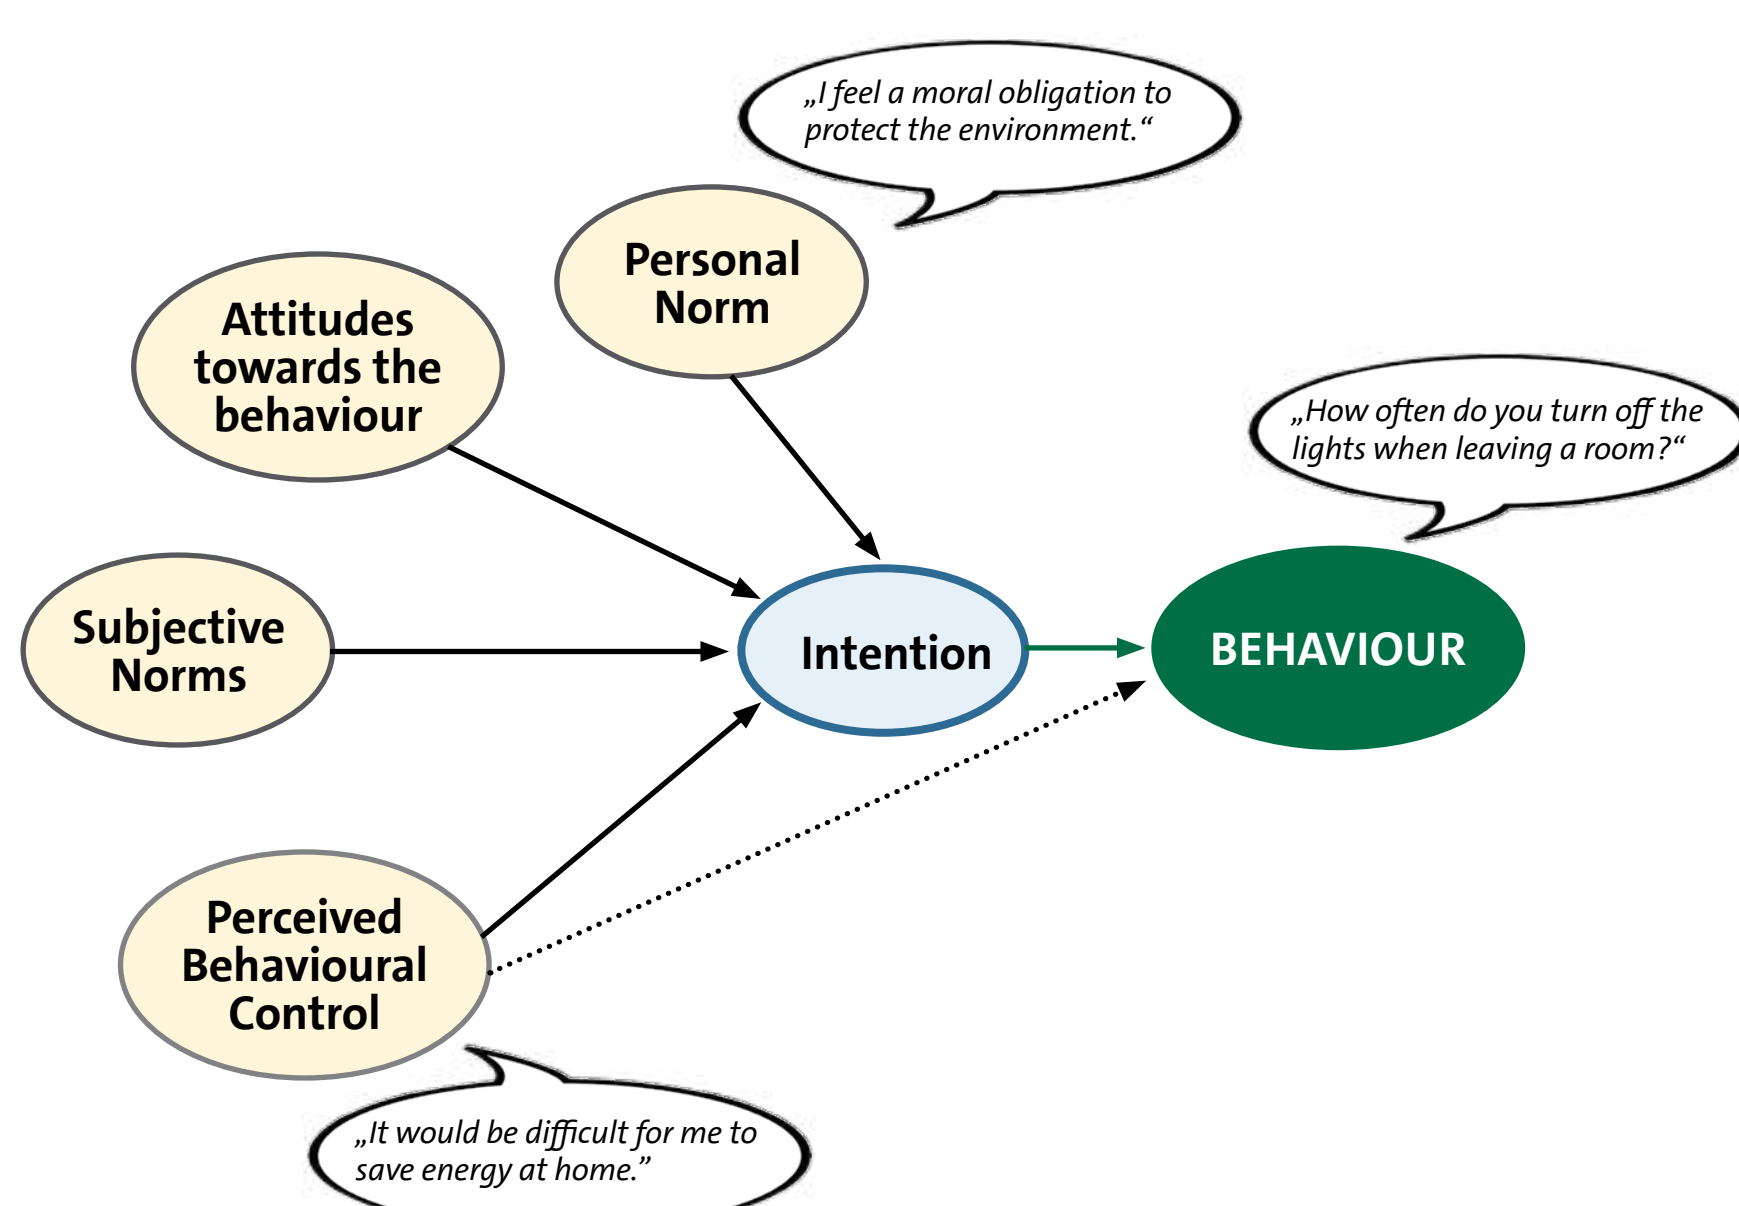 „I feel a moral obligation to
protect the environment.“
Personal
Norm
Attitudes
towards the
behaviour
„How often do you turn off the
lights when leaving a room?“
Subjective
Norms
Intention
BEHAVIOUR
Perceived
Behavioural
Control
„It would be difficult for me to
save energy at home.”